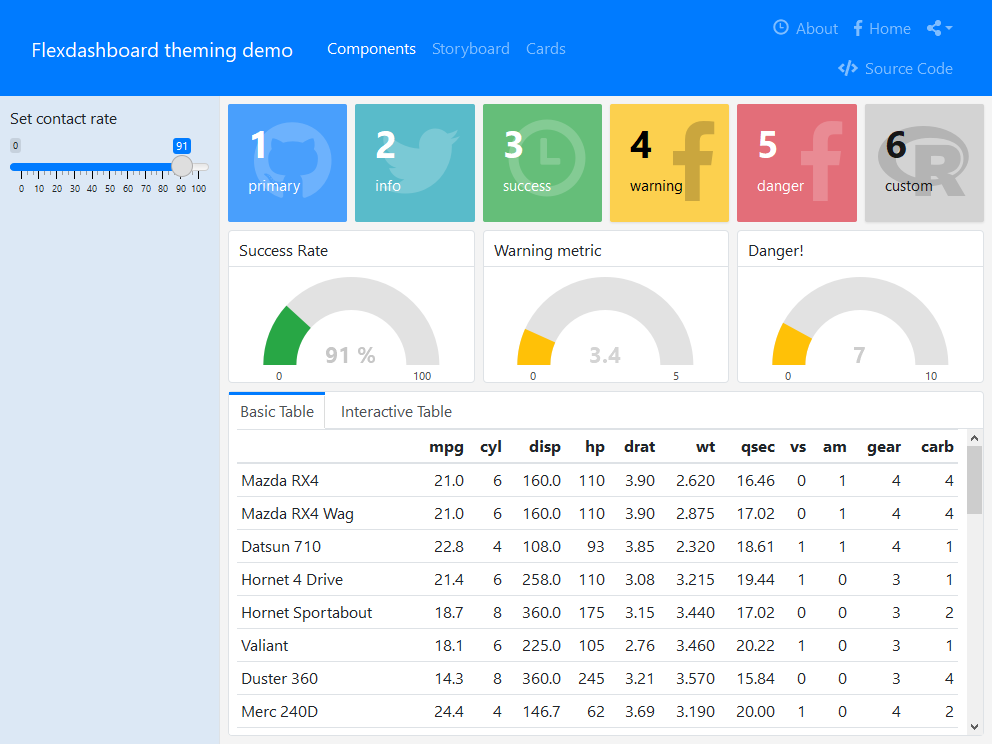 Flexdashboard theming demo
Components Storyboard Cards
About Home
Source Code
Set contact rate
0 91
0 10 20 30 40 50 60 70 80 90 100
1 2 3 4 5 6
primary info success warning danger custom
Success Rate Warning metric Danger!
91 % 3.4 7
0 100 0 5 0 10
Basic Table Interactive Table
mpg cyl disp hp drat wt qsec vs am gear carb
Mazda RX4 21.0 6 160.0 110 3.90 2.620 16.46 0 1 4 4
Mazda RX4 Wag 21.0 6 160.0 110 3.90 2.875 17.02 0 1 4 4
Datsun 710 22.8 4 108.0 93 3.85 2.320 18.61 1 1 4 1
Hornet 4 Drive 21.4 6 258.0 110 3.08 3.215 19.44 1 0 3 1
Hornet Sportabout 18.7 8 360.0 175 3.15 3.440 17.02 0 0 3 2
Valiant 18.1 6 225.0 105 2.76 3.460 20.22 1 0 3 1
Duster 360 14.3 8 360.0 245 3.21 3.570 15.84 0 0 3 4
Merc 240D 24.4 4 146.7 62 3.69 3.190 20.00 1 0 4 2